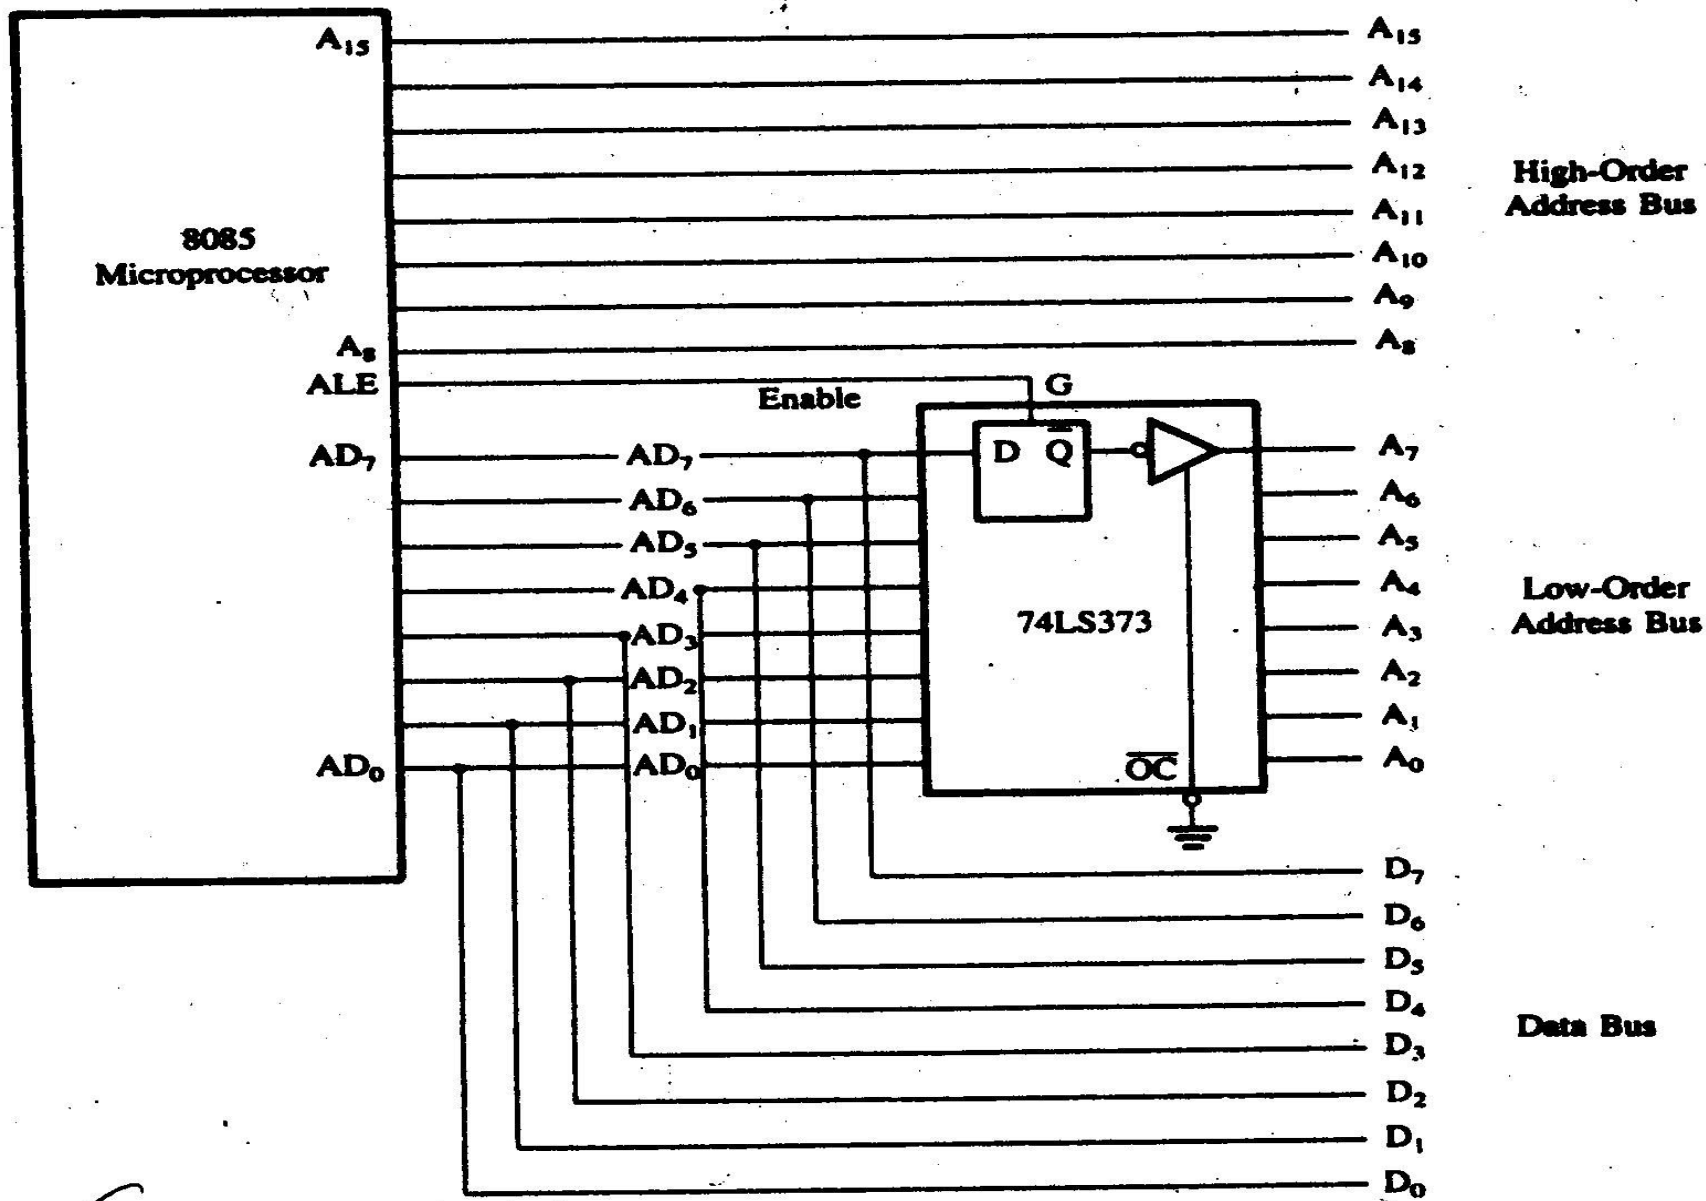 A15
A15
A14
A13
A12
A11
A10
A9
A8
A8
High-Order
Address Bus
8085
Microprocessor
ALE
Enable
G
AD7
AD7
D Q̅
A7
AD6
A6
AD5
A5
AD4
A4
74LS373
Low-Order
Address Bus
AD3
A3
AD2
A2
AD1
A1
AD0
AD0
O̅C̅
A0
D7
D6
D5
D4
Data Bus
D3
D2
D1
D0